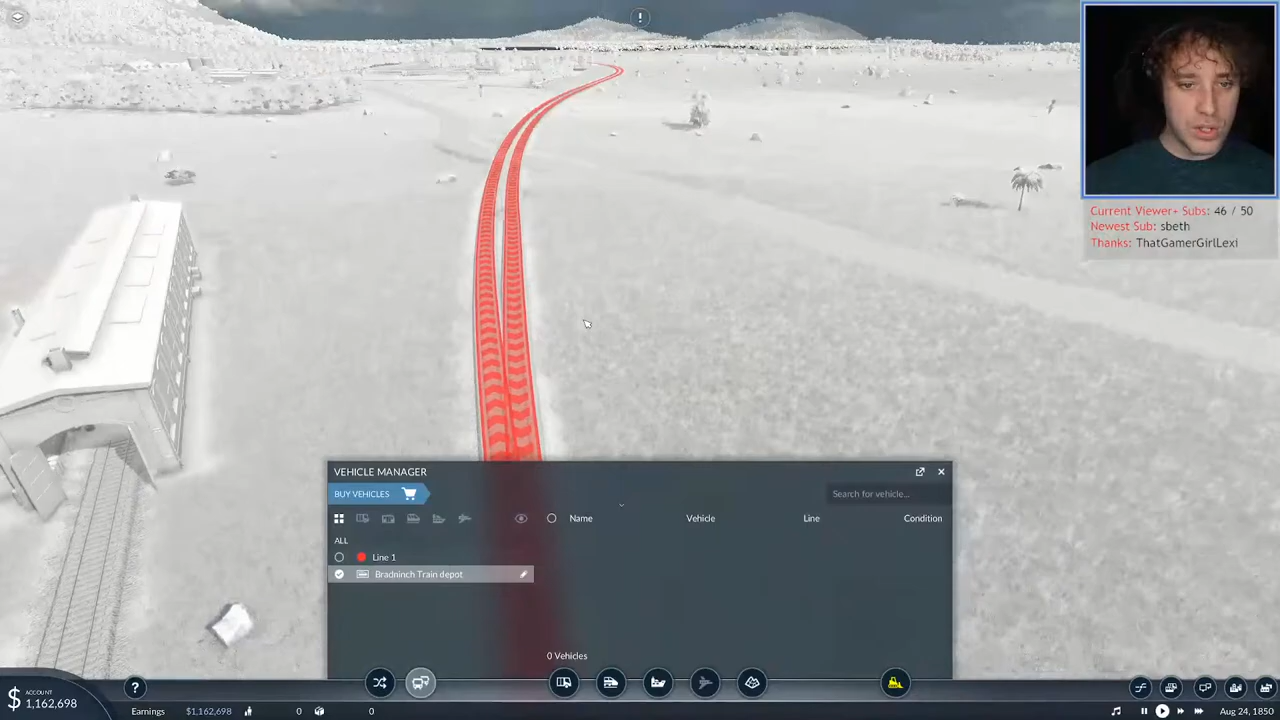 !
Current Viewer+ Subs: 46 / 50
Newest Sub: sbeth
Thanks: ThatGamerGirlLexi
VEHICLE MANAGER
BUY VEHICLES
Search for vehicle...
Name Vehicle Line Condition
ALL
Line 1
Bradninch Train depot
0 Vehicles
$ ACCOUNT
1,162,698
?
Earnings $1,162,698 0 0
Aug 24, 1850